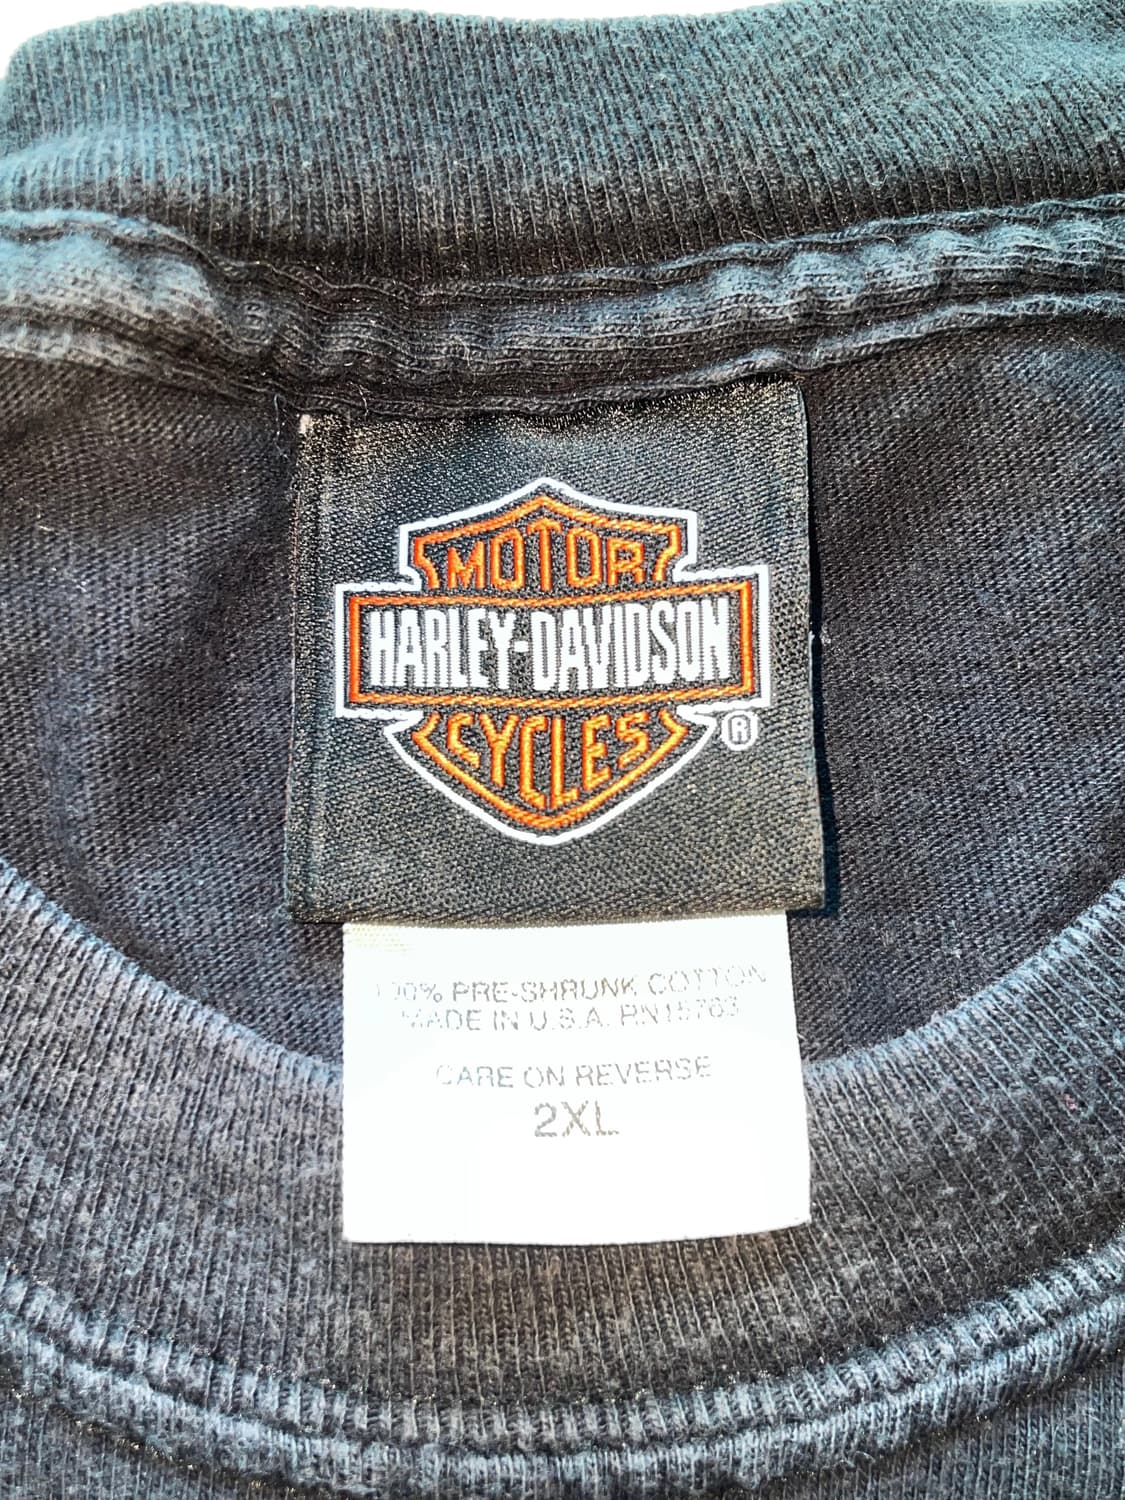 MOTOR
HARLEY-DAVIDSON
CYCLES
®
100% PRE-SHRUNK COTTON
MADE IN U.S.A. RN15763
CARE ON REVERSE
2XL